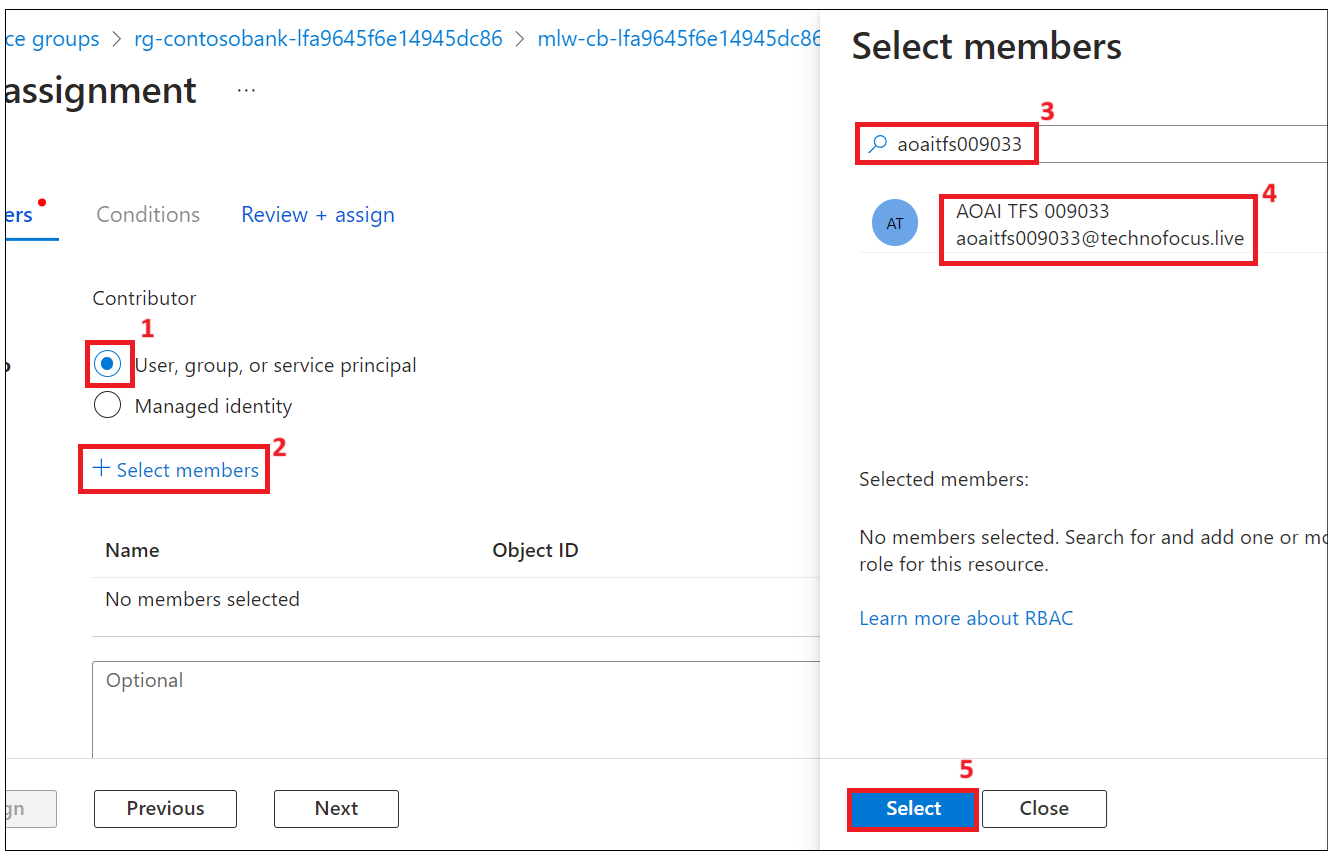 ce groups > rg-contosobank-lfa9645f6e14945dc86 > mlw-cb-lfa9645f6e14945dc86
assignment ...
ers Conditions Review + assign
Contributor
1
User, group, or service principal
Managed identity
2
+ Select members
Name Object ID
No members selected
Optional
gn Previous Next
Select members
3
aoaitfs009033
4
AT
AOAI TFS 009033
aoaitfs009033@technofocus.live
Selected members:
No members selected. Search for and add one or mo
role for this resource.
Learn more about RBAC
5
Select Close